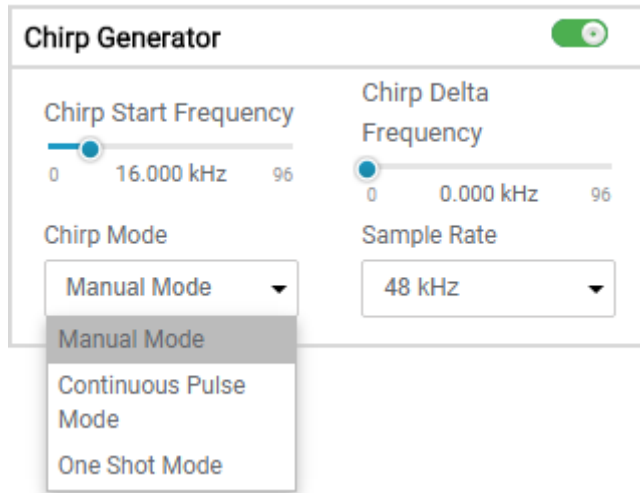 Chirp Generator
Chirp Start Frequency
0 16.000 kHz 96
Chirp Delta
Frequency
0 0.000 kHz 96
Chirp Mode
Manual Mode
Sample Rate
48 kHz
Manual Mode
Continuous Pulse
Mode
One Shot Mode